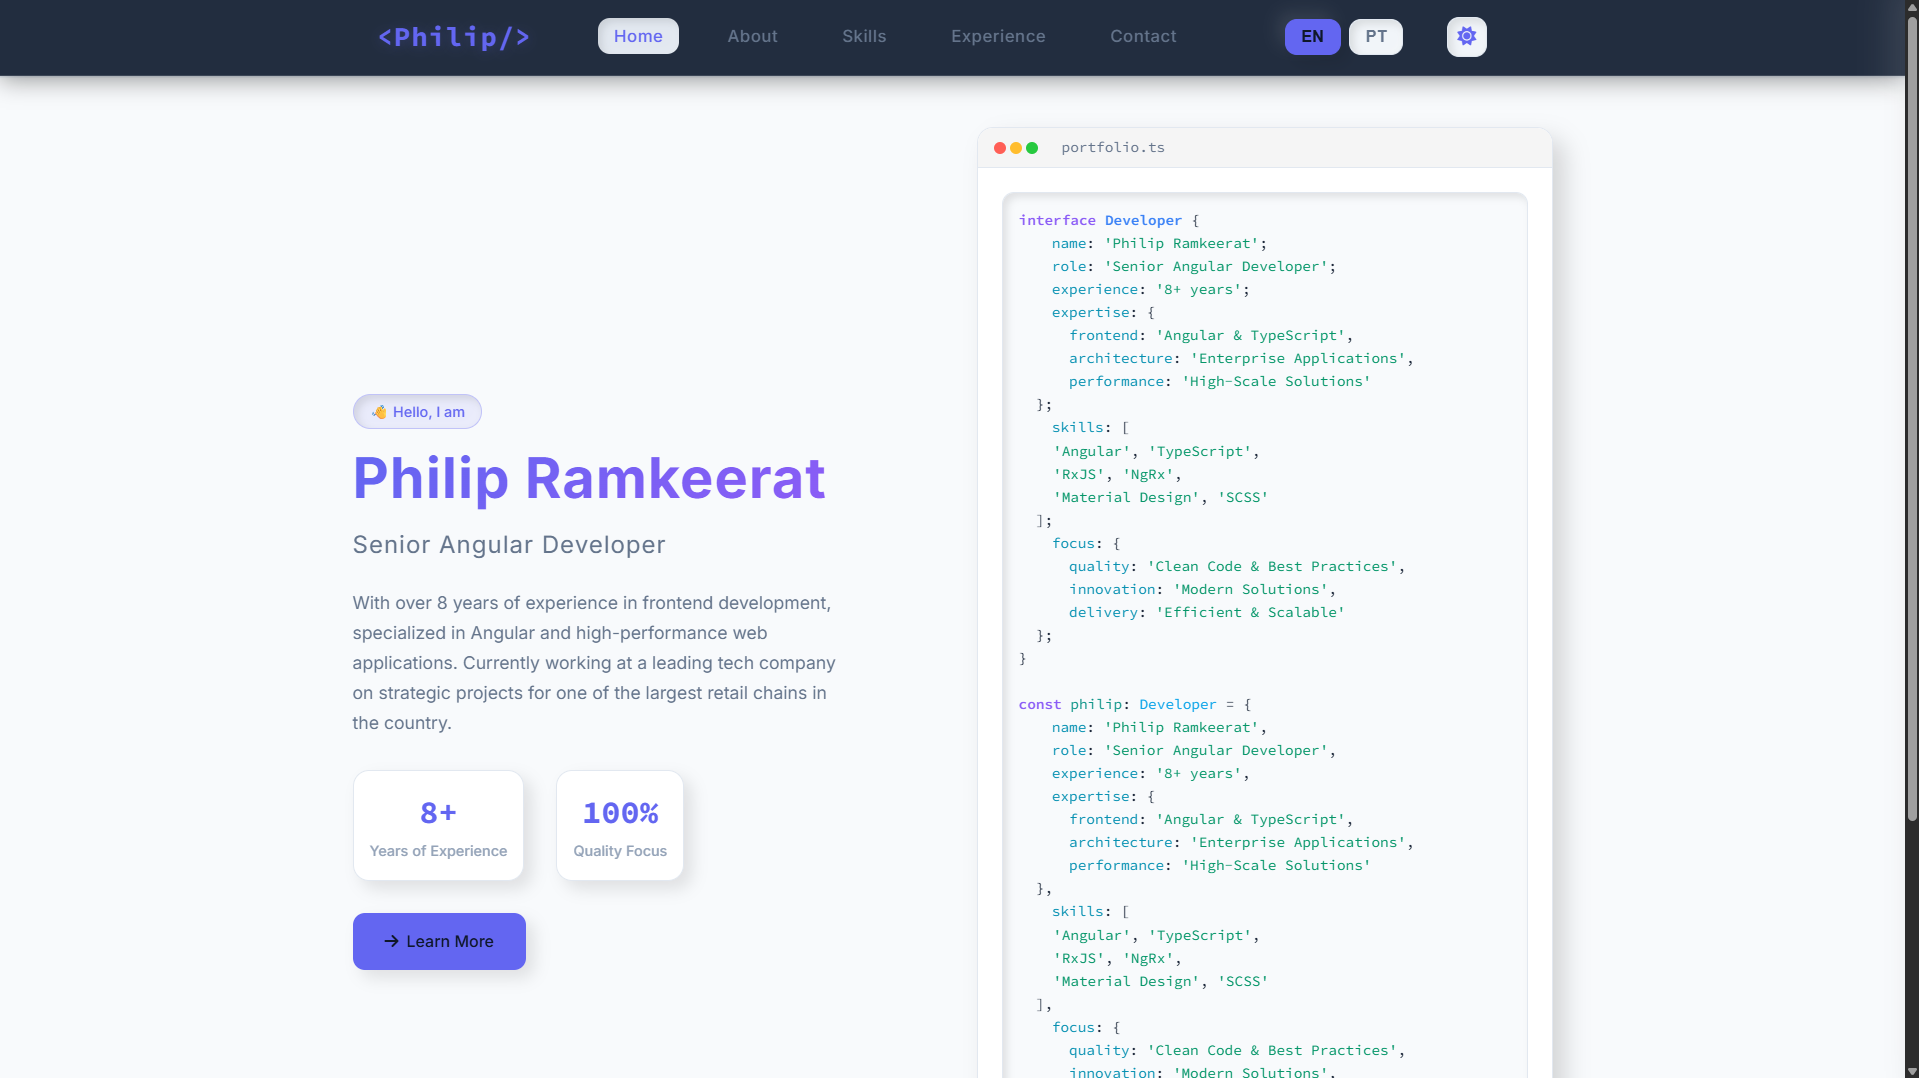 <Philip/>
Home
About
Skills
Experience
Contact
EN
PT
👋 Hello, I am
Philip Ramkeerat
Senior Angular Developer
With over 8 years of experience in frontend development,
specialized in Angular and high-performance web
applications. Currently working at a leading tech company
on strategic projects for one of the largest retail chains in
the country.
8+
Years of Experience
100%
Quality Focus
→ Learn More
portfolio.ts
interface Developer {
    name: 'Philip Ramkeerat';
    role: 'Senior Angular Developer';
    experience: '8+ years';
    expertise: {
      frontend: 'Angular & TypeScript',
      architecture: 'Enterprise Applications',
      performance: 'High-Scale Solutions'
  };
    skills: [
    'Angular', 'TypeScript',
    'RxJS', 'NgRx',
    'Material Design', 'SCSS'
  ];
    focus: {
      quality: 'Clean Code & Best Practices',
      innovation: 'Modern Solutions',
      delivery: 'Efficient & Scalable'
  };
}
const philip: Developer = {
    name: 'Philip Ramkeerat',
    role: 'Senior Angular Developer',
    experience: '8+ years',
    expertise: {
      frontend: 'Angular & TypeScript',
      architecture: 'Enterprise Applications',
      performance: 'High-Scale Solutions'
  },
    skills: [
    'Angular', 'TypeScript',
    'RxJS', 'NgRx',
    'Material Design', 'SCSS'
  ],
    focus: {
      quality: 'Clean Code & Best Practices',
      innovation: 'Modern Solutions',